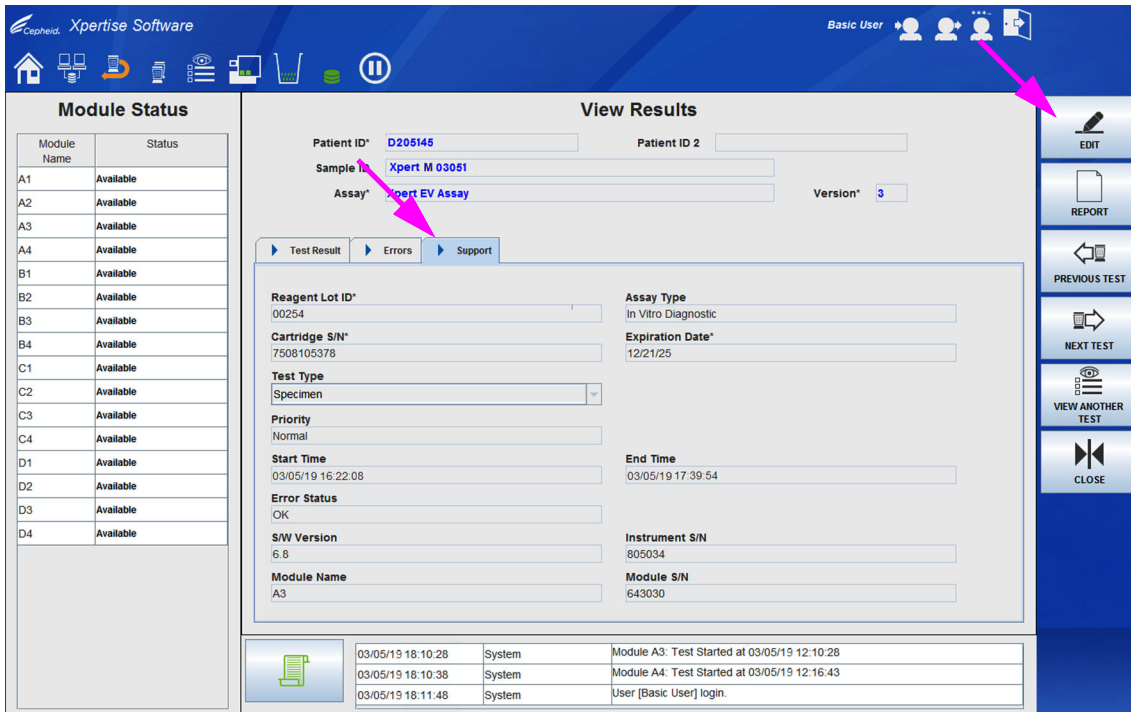 Cepheid. Xpertise Software
Basic User
Module Status
Module Name Status
A1 Available
A2 Available
A3 Available
A4 Available
B1 Available
B2 Available
B3 Available
B4 Available
C1 Available
C2 Available
C3 Available
C4 Available
D1 Available
D2 Available
D3 Available
D4 Available
View Results
Patient ID* D205145 Patient ID 2
Sample ID Xpert M 03051
Assay* Xpert EV Assay Version* 3
Test Result Errors Support
Reagent Lot ID* Assay Type
00254 In Vitro Diagnostic
Cartridge S/N* Expiration Date*
7508105378 12/21/25
Test Type
Specimen
Priority
Normal
Start Time End Time
03/05/19 16:22:08 03/05/19 17:39:54
Error Status
OK
S/W Version Instrument S/N
6.8 805034
Module Name Module S/N
A3 643030
03/05/19 18:10:28 System Module A3: Test Started at 03/05/19 12:10:28
03/05/19 18:10:38 System Module A4: Test Started at 03/05/19 12:16:43
03/05/19 18:11:48 System User [Basic User] login.
EDIT
REPORT
PREVIOUS TEST
NEXT TEST
VIEW ANOTHER
TEST
CLOSE